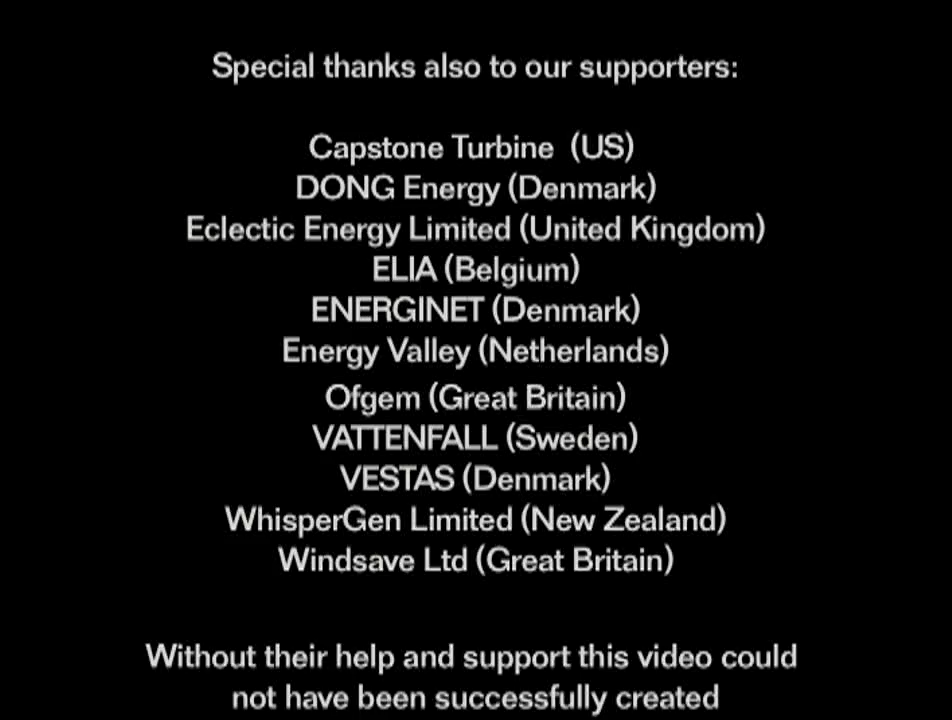 Special thanks also to our supporters:
Capstone Turbine (US)
DONG Energy (Denmark)
Eclectic Energy Limited (United Kingdom)
ELIA (Belgium)
ENERGINET (Denmark)
Energy Valley (Netherlands)
Ofgem (Great Britain)
VATTENFALL (Sweden)
VESTAS (Denmark)
WhisperGen Limited (New Zealand)
Windsave Ltd (Great Britain)
Without their help and support this video could
not have been successfully created